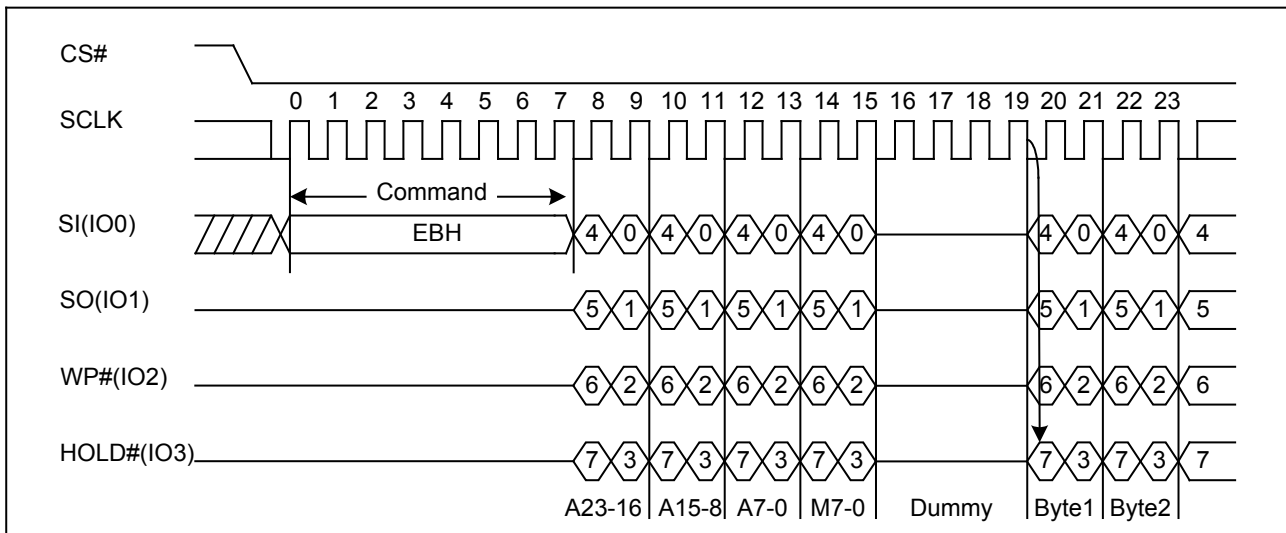 CS#
0 1 2 3 4 5 6 7 8 9 10 11 12 13 14 15 16 17 18 19 20 21 22 23
SCLK
Command
SI(IO0) EBH 4 0 4 0 4 0 4 0 4 0 4 0 4
SO(IO1) 5 1 5 1 5 1 5 1 5 1 5 1 5
WP#(IO2) 6 2 6 2 6 2 6 2 6 2 6 2 6
HOLD#(IO3) 7 3 7 3 7 3 7 3 7 3 7 3 7
A23-16 A15-8 A7-0 M7-0 Dummy Byte1 Byte2